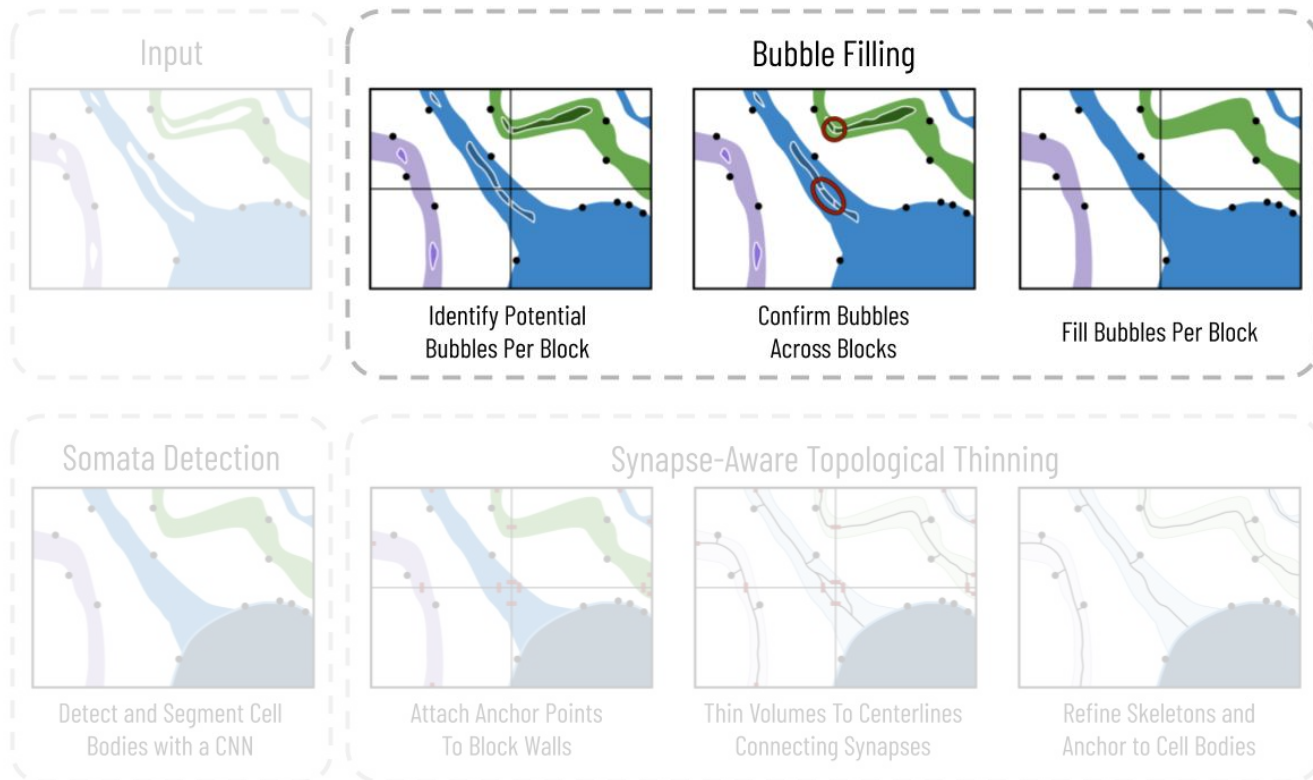 Input
Bubble Filling
Identify Potential
Bubbles Per Block
Confirm Bubbles
Across Blocks
Fill Bubbles Per Block
Somata Detection
Synapse-Aware Topological Thinning
Detect and Segment Cell
Bodies with a CNN
Attach Anchor Points
To Block Walls
Thin Volumes To Centerlines
Connecting Synapses
Refine Skeletons and
Anchor to Cell Bodies